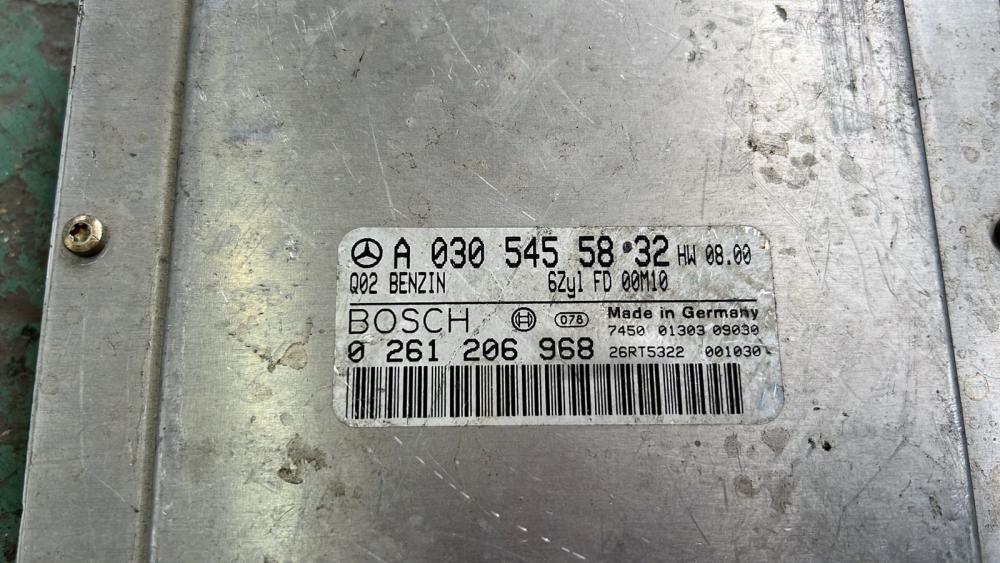 A 030 545 58 32 HW 08.00
Q02 BENZIN 6Zyl FD 00M10
BOSCH 078 Made in Germany
7450 01303 09030
0 261 206 968 26RT5322 001030